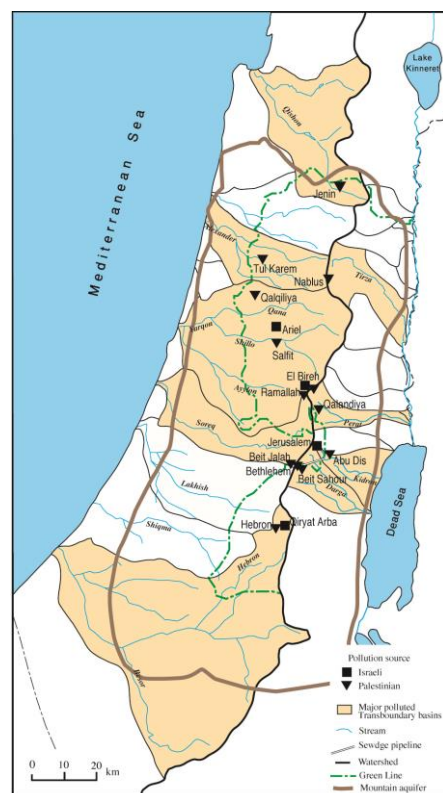 Lake
Kinneret
Mediterranean Sea
Qishon
Jenin
Alexander
Tul Karem
Nablus
Tirza
Qalqiliya
Qana
Yarqon
Ariel
Shillo
Salfit
El Bireh
Ayalon
Ramallah
Qalandiya
Soreq
Perat
Jerusalem
Beit Jalah
Abu Dis
Bethlehem
Kidron
Beit Sahour
Lakhish
Darga
Dead Sea
Shiqma
Hebron
Qiryat Arba
Hebron
Pollution source
Israeli
Palestinian
Major polluted
Transboundary basins
Stream
Sewdge pipeline
Watershed
Green Line
Mountain aquifer
0 10 20
km